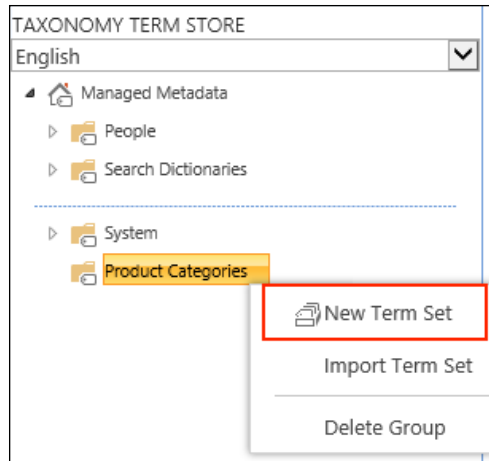 TAXONOMY TERM STORE
English
Managed Metadata
People
Search Dictionaries
System
Product Categories
New Term Set
Import Term Set
Delete Group